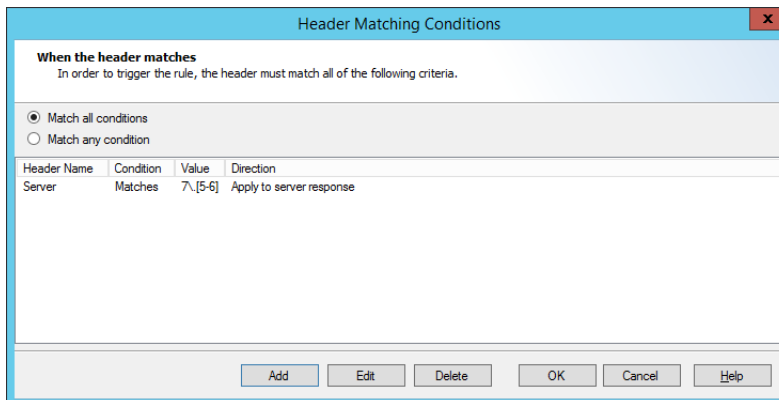 Header Matching Conditions
x
When the header matches
In order to trigger the rule, the header must match all of the following criteria.
Match all conditions
Match any condition
Header Name Condition Value Direction
Server Matches 7\.[5-6] Apply to server response
Add Edit Delete OK Cancel Help